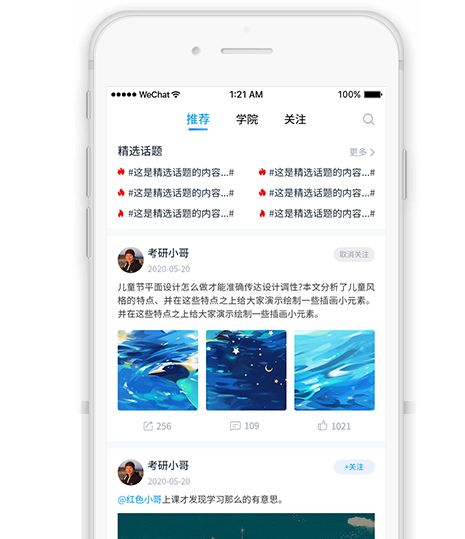 WeChat 1:21 AM 100%
推荐 学院 关注
精选话题 更多
#这是精选话题的内容...# #这是精选话题的内容...#
#这是精选话题的内容...# #这是精选话题的内容...#
#这是精选话题的内容...# #这是精选话题的内容...#
考研小哥 取消关注
2020-05-20
儿童节平面设计怎么做才能准确传达设计调性?本文分析了儿童风
格的特点、并在这些特点之上给大家演示绘制一些插画小元素。
并在这些特点之上给大家演示绘制一些插画小元素。
256 109 1021
考研小哥 +关注
2020-05-20
@红色小哥上课才发现学习那么的有意思。